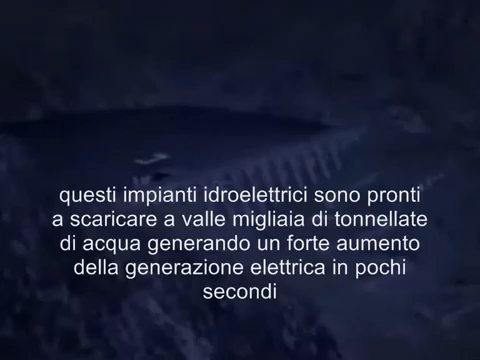 questi impianti idroelettrici sono pronti
a scaricare a valle migliaia di tonnellate
di acqua generando un forte aumento
della generazione elettrica in pochi
secondi